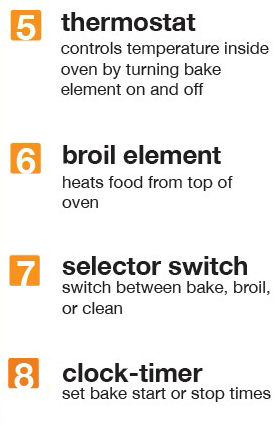 5 thermostat
controls temperature inside
oven by turning bake
element on and off
6 broil element
heats food from top of
oven
7 selector switch
switch between bake, broil,
or clean
8 clock-timer
set bake start or stop times